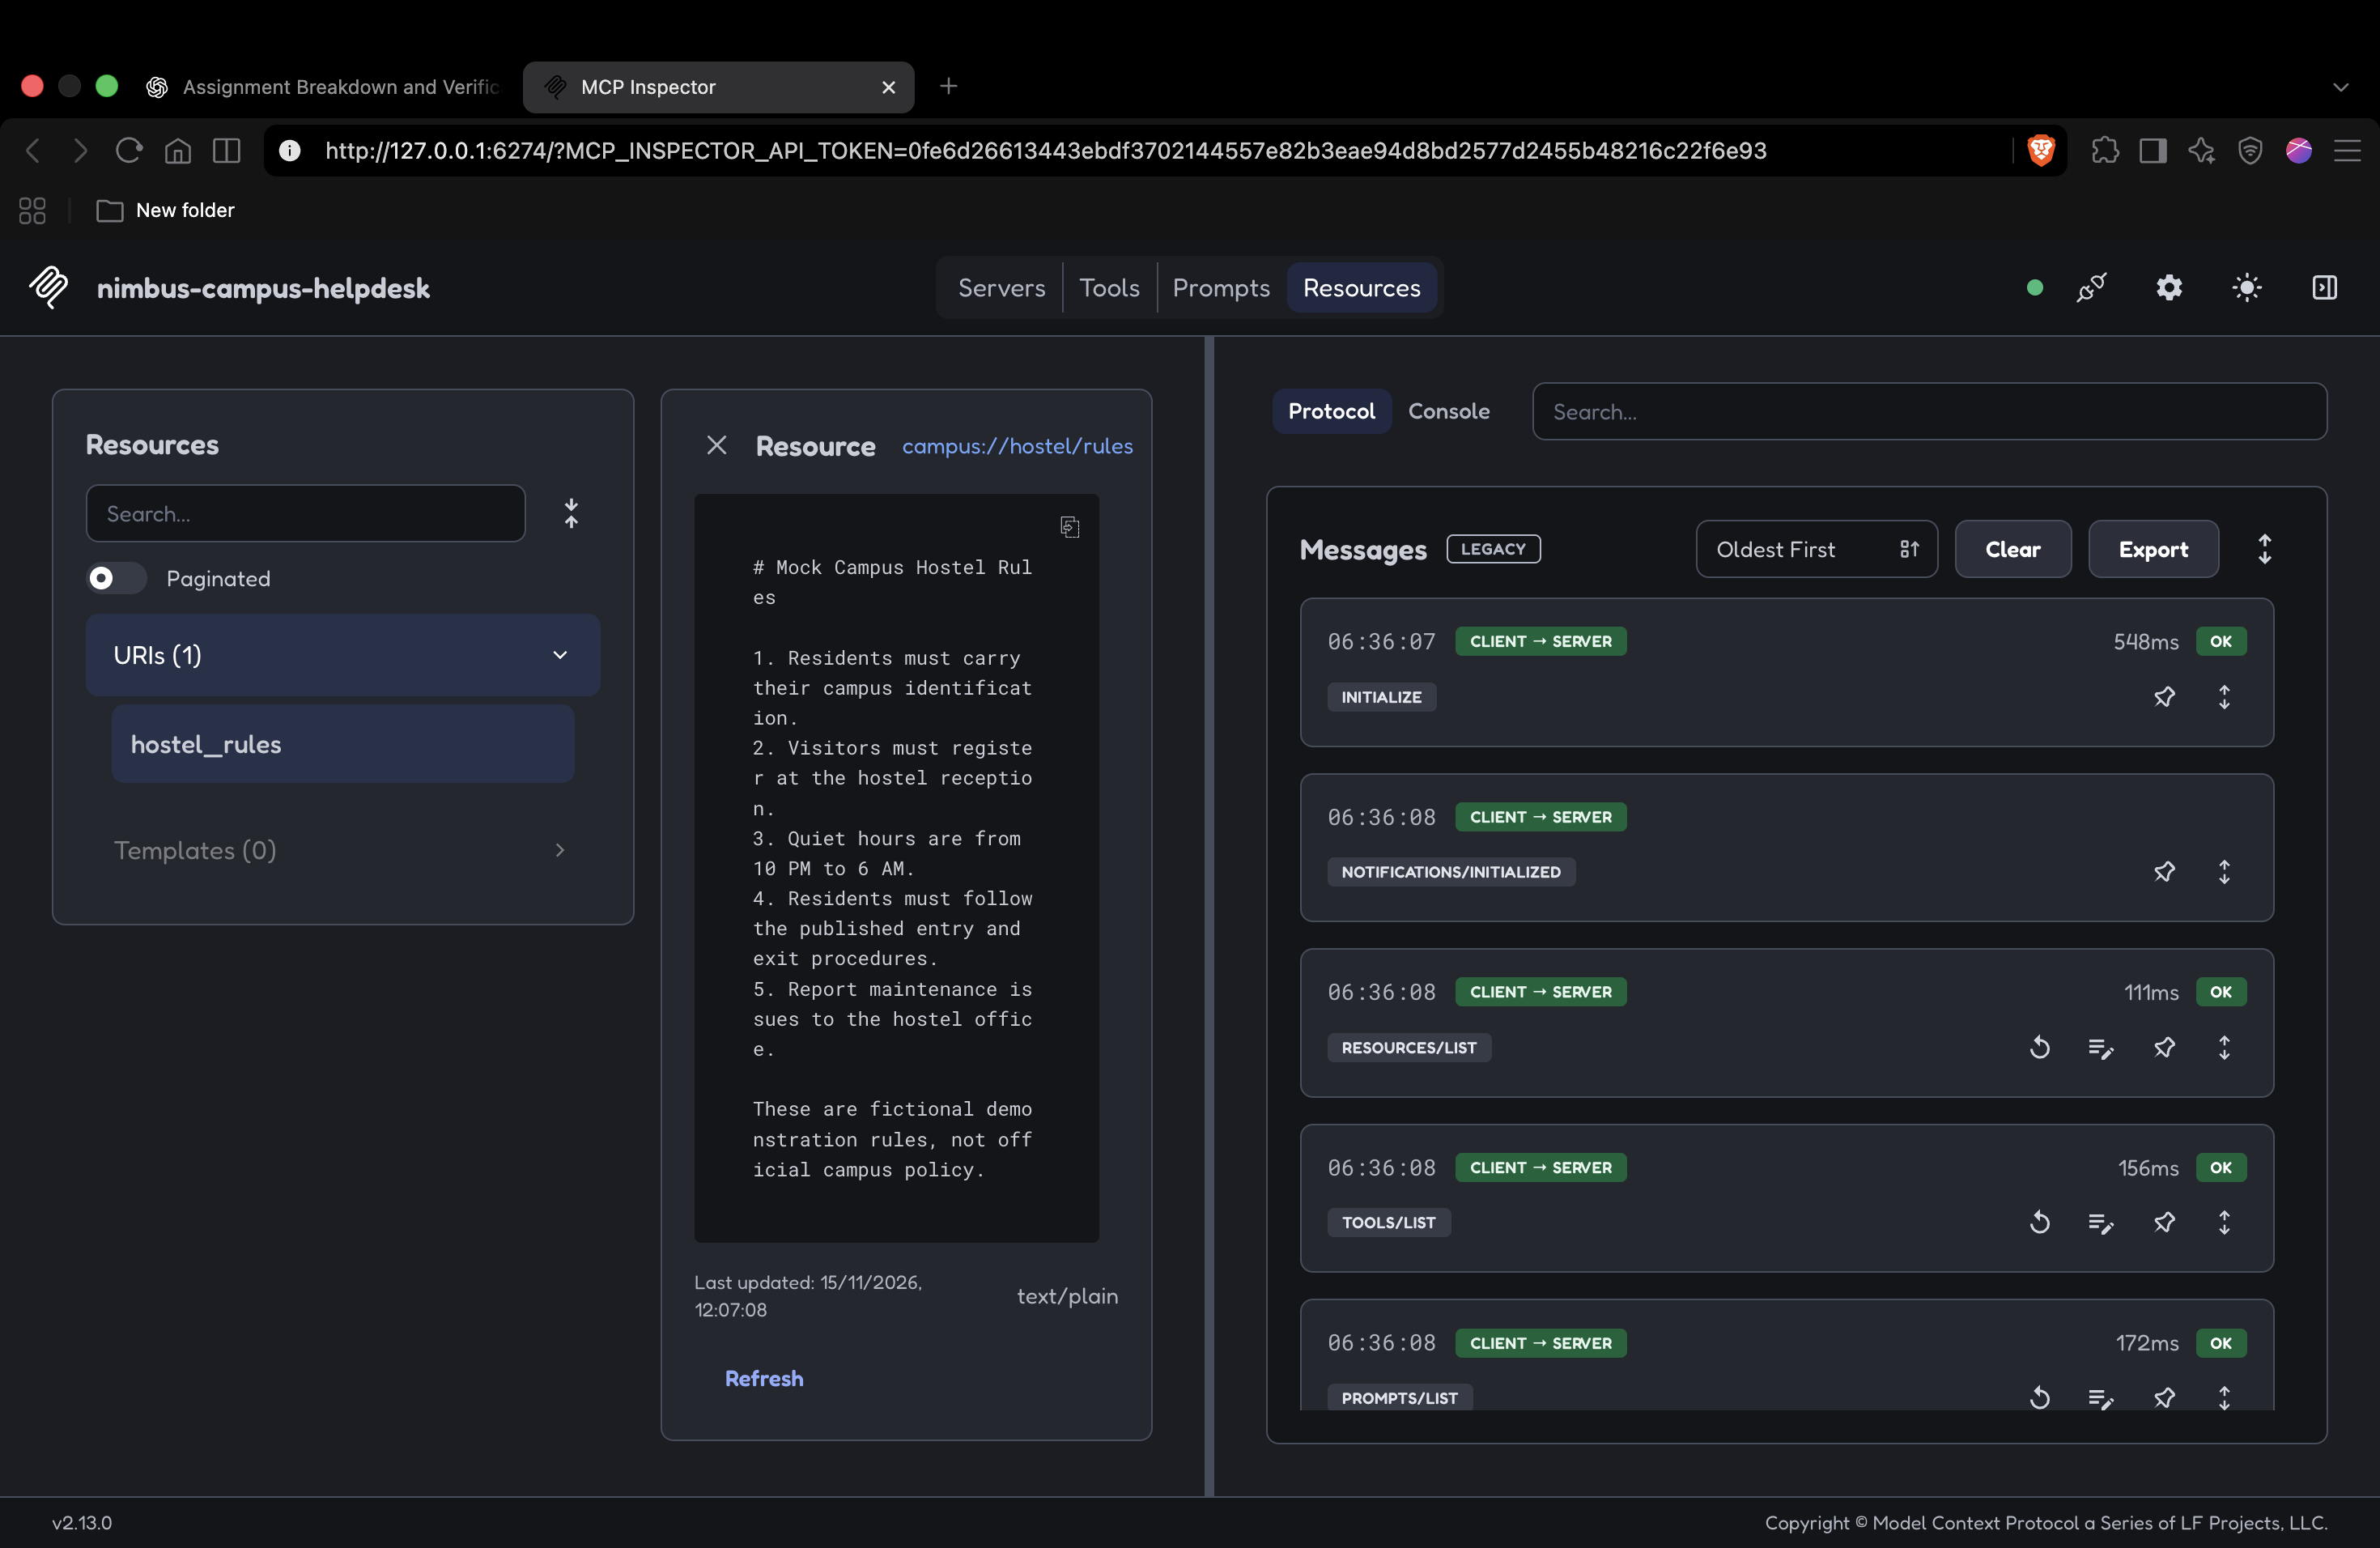 Assignment Breakdown and Verific
MCP Inspector
http://127.0.0.1:6274/?MCP_INSPECTOR_API_TOKEN=0fe6d26613443ebdf3702144557e82b3eae94d8bd2577d2455b48216c22f6e93
New folder
nimbus-campus-helpdesk
Servers
Tools
Prompts
Resources
Resources
Search...
Paginated
URIs (1)
hostel_rules
Templates (0)
Resource campus://hostel/rules
# Mock Campus Hostel Rul
es
1. Residents must carry
their campus identificat
ion.
2. Visitors must registe
r at the hostel receptio
n.
3. Quiet hours are from
10 PM to 6 AM.
4. Residents must follow
the published entry and
exit procedures.
5. Report maintenance is
sues to the hostel offic
e.
These are fictional demo
nstration rules, not off
icial campus policy.
Last updated: 15/11/2026,
12:07:08
text/plain
Refresh
Protocol
Console
Search...
Messages
LEGACY
Oldest First
Clear
Export
06:36:07 CLIENT → SERVER 548ms OK
INITIALIZE
06:36:08 CLIENT → SERVER
NOTIFICATIONS/INITIALIZED
06:36:08 CLIENT → SERVER 111ms OK
RESOURCES/LIST
06:36:08 CLIENT → SERVER 156ms OK
TOOLS/LIST
06:36:08 CLIENT → SERVER 172ms OK
PROMPTS/LIST
v2.13.0
Copyright © Model Context Protocol a Series of LF Projects, LLC.